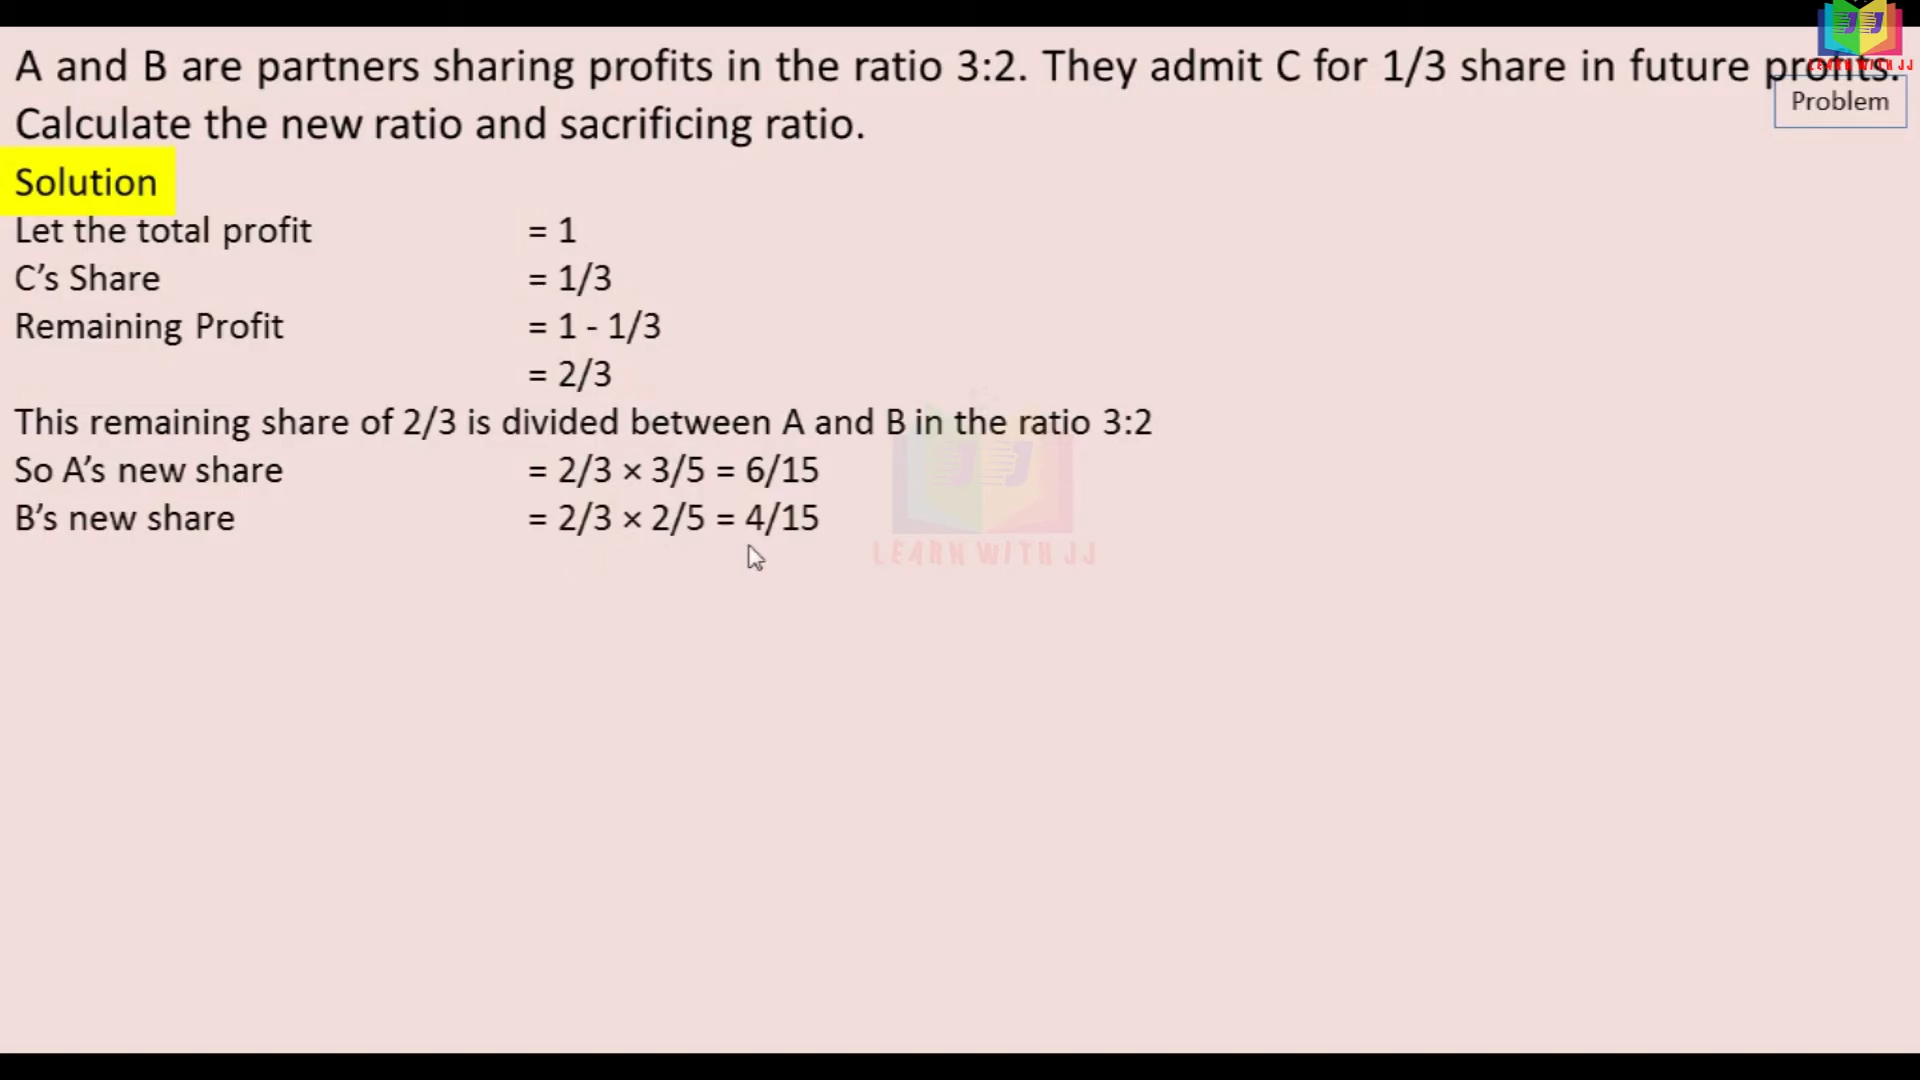 A and B are partners sharing profits in the ratio 3:2. They admit C for 1/3 share in future profits.
LEARN WITH JJ
Problem
Calculate the new ratio and sacrificing ratio.
Solution
Let the total profit = 1
C’s Share = 1/3
Remaining Profit = 1 - 1/3
= 2/3
This remaining share of 2/3 is divided between A and B in the ratio 3:2
So A’s new share = 2/3 × 3/5 = 6/15
B’s new share = 2/3 × 2/5 = 4/15
JJ
LEARN WITH JJ